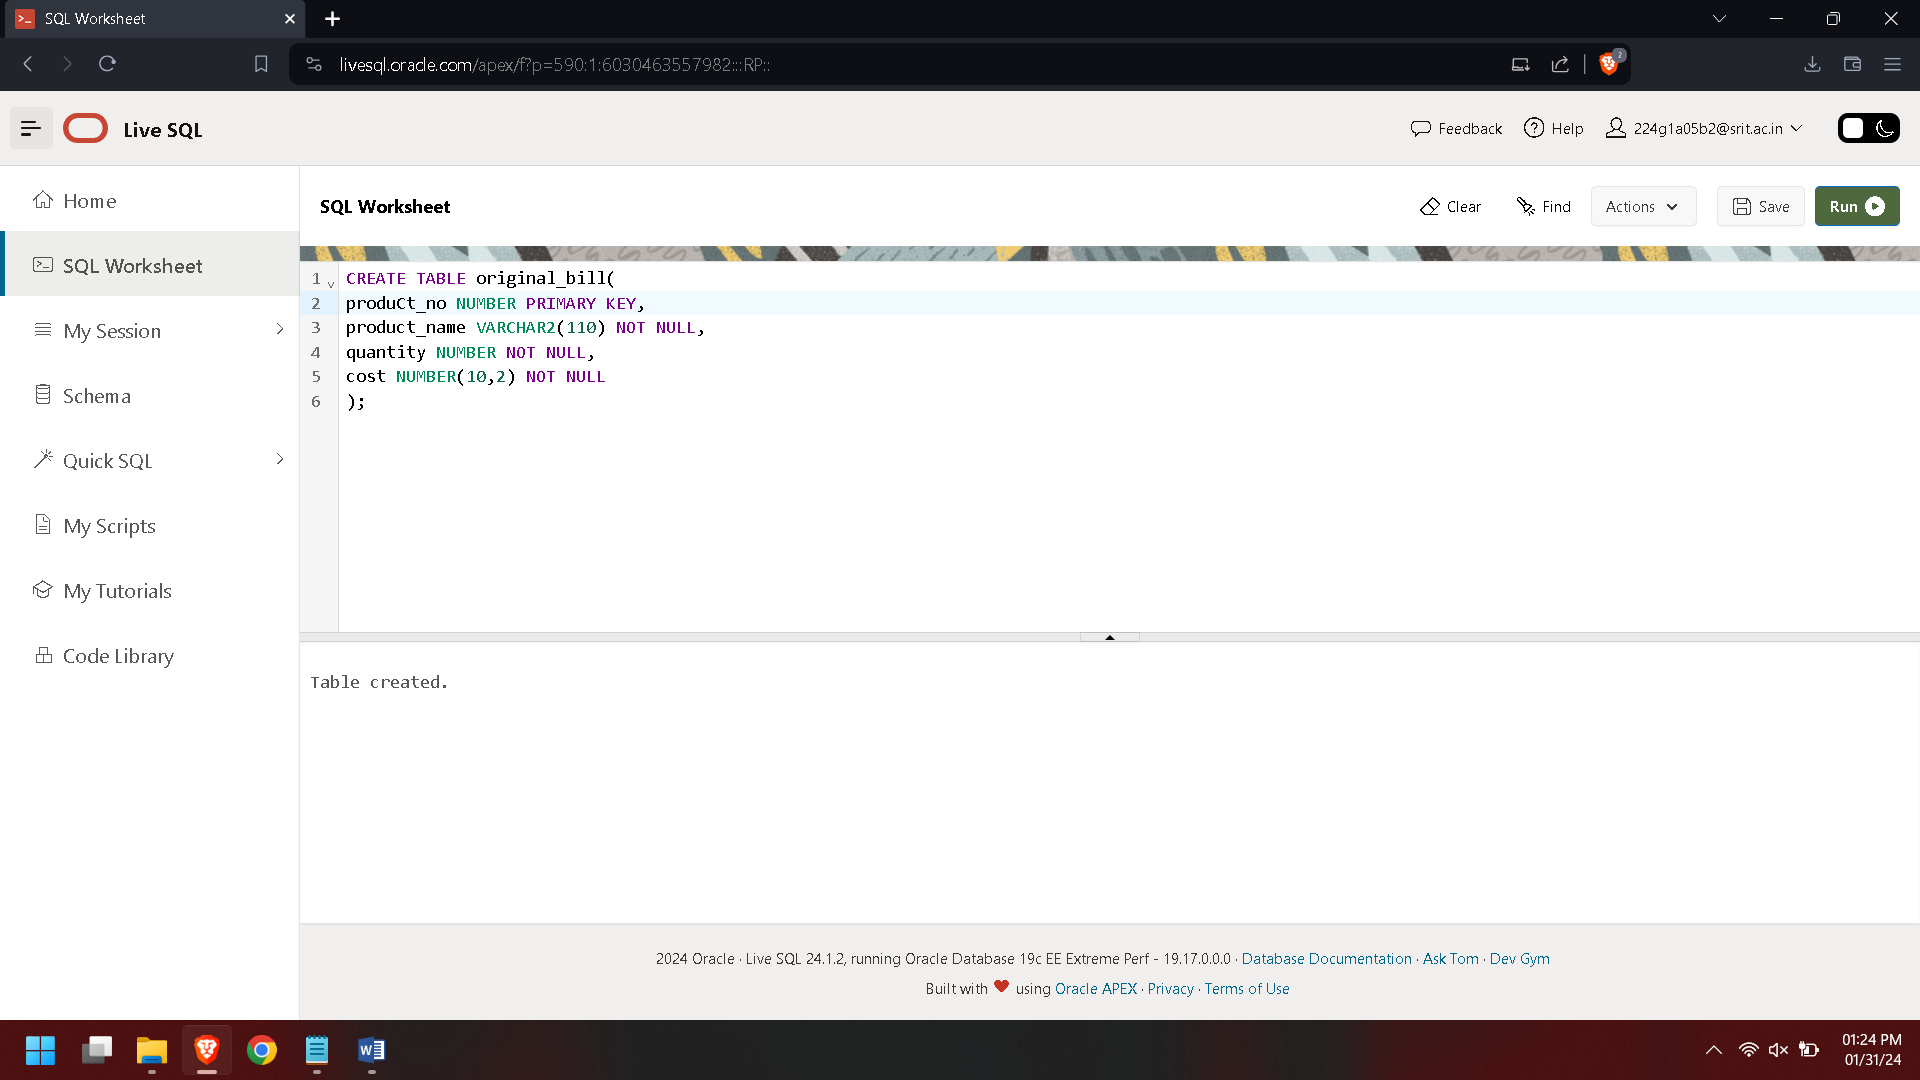 SQL Worksheet
livesql.oracle.com/apex/f?p=590:1:6030463557982:::RP::
2
Live SQL
Feedback
Help
224g1a05b2@srit.ac.in
Home
SQL Worksheet
My Session
Schema
Quick SQL
My Scripts
My Tutorials
Code Library
SQL Worksheet
Clear
Find
Actions
Save
Run
1 CREATE TABLE original_bill(
2 produCt_no NUMBER PRIMARY KEY,
3 product_name VARCHAR2(110) NOT NULL,
4 quantity NUMBER NOT NULL,
5 cost NUMBER(10,2) NOT NULL
6 );
Table created.
2024 Oracle · Live SQL 24.1.2, running Oracle Database 19c EE Extreme Perf - 19.17.0.0.0 · Database Documentation · Ask Tom · Dev Gym
Built with ❤ using Oracle APEX · Privacy · Terms of Use
01:24 PM
01/31/24